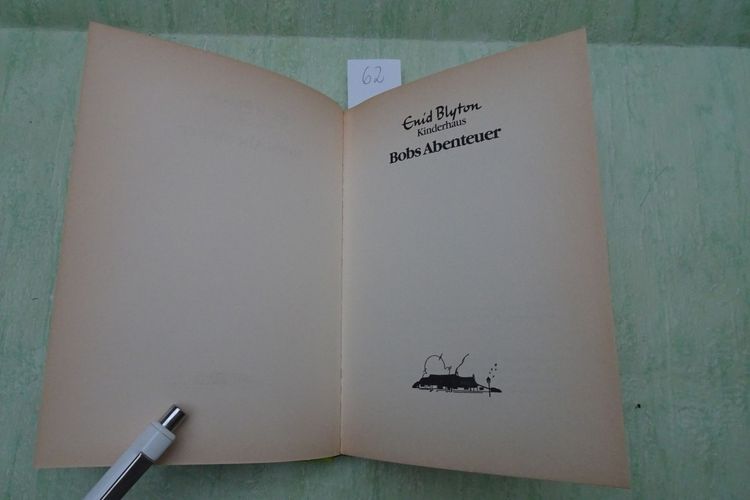 62
Enid Blyton
Kinderhaus
Bobs Abenteuer